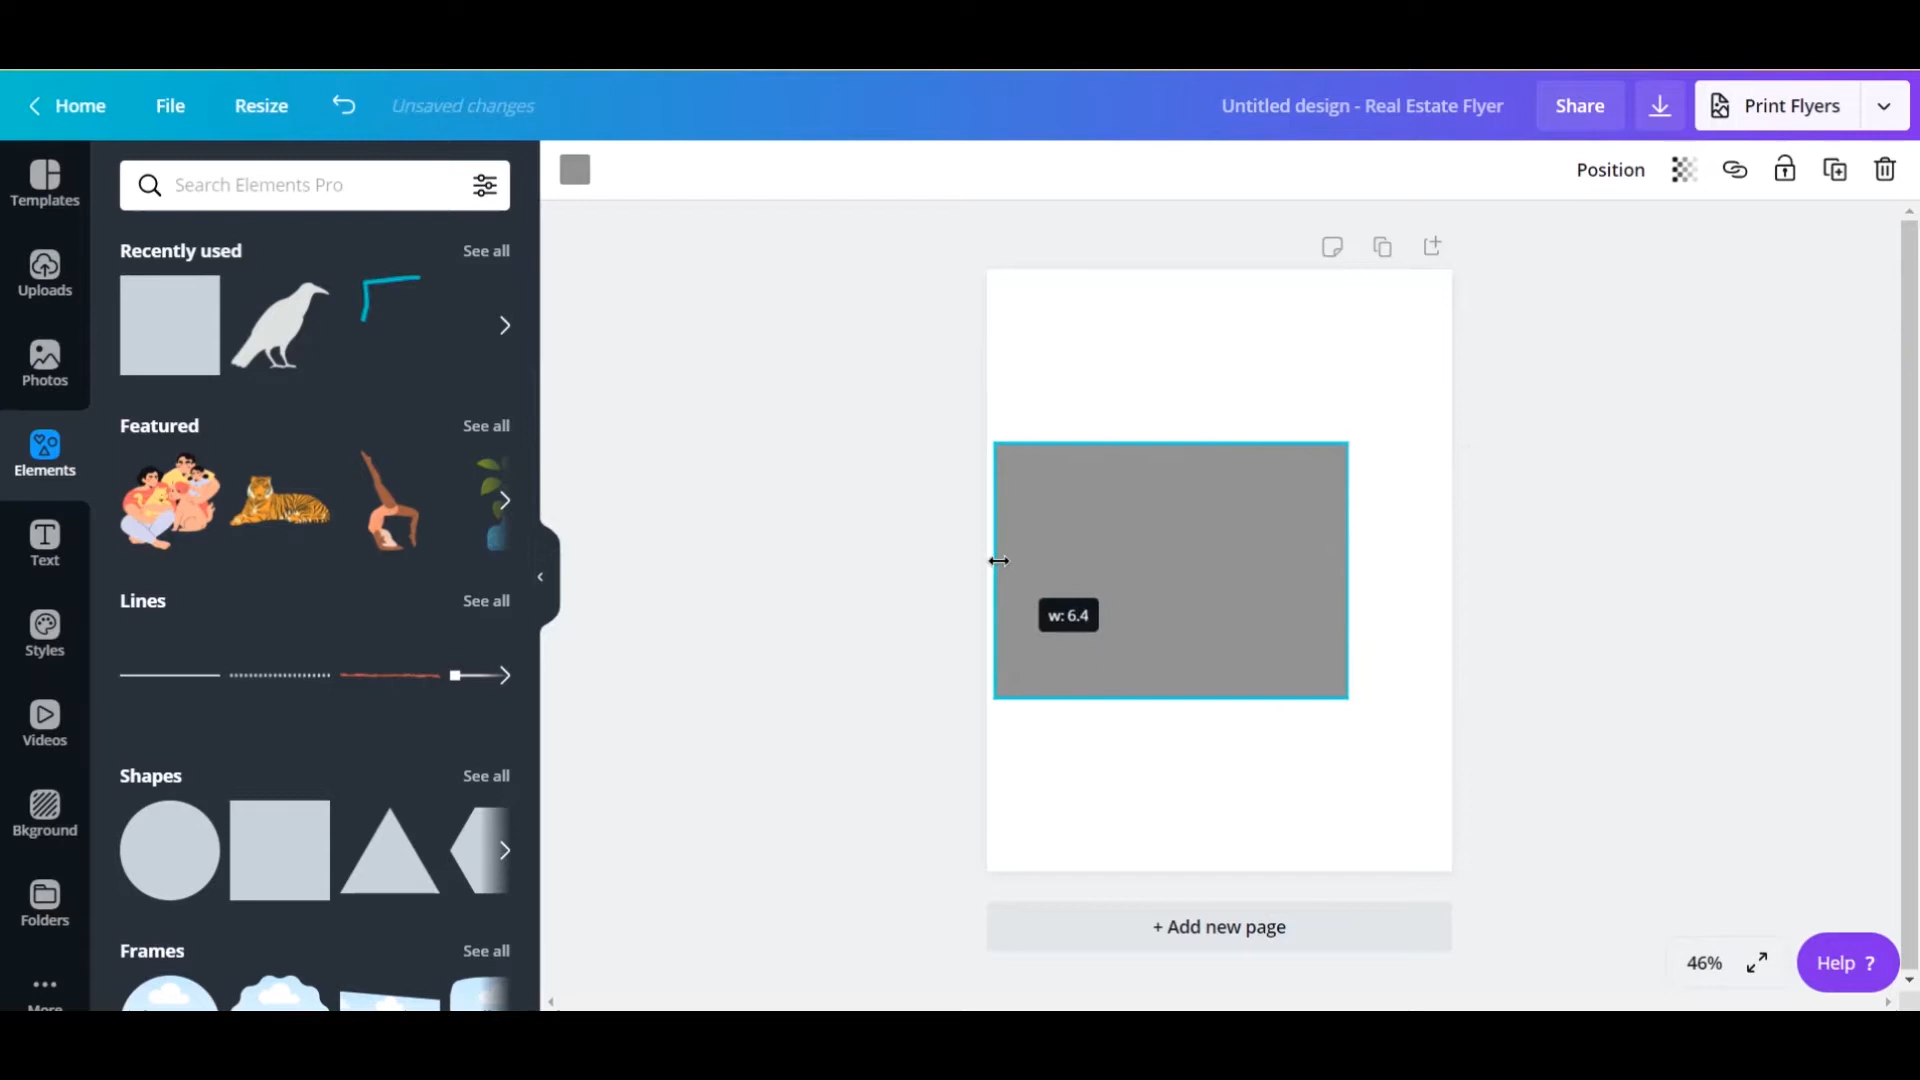 Home File Resize Unsaved changes Untitled design - Real Estate Flyer Share Print Flyers
Templates
Uploads
Photos
Elements
Text
Styles
Videos
Bkground
Folders
Search Elements Pro
Recently used See all
Featured See all
Lines See all
Shapes See all
Frames See all
Position
w: 6.4
+ Add new page
46% Help ?